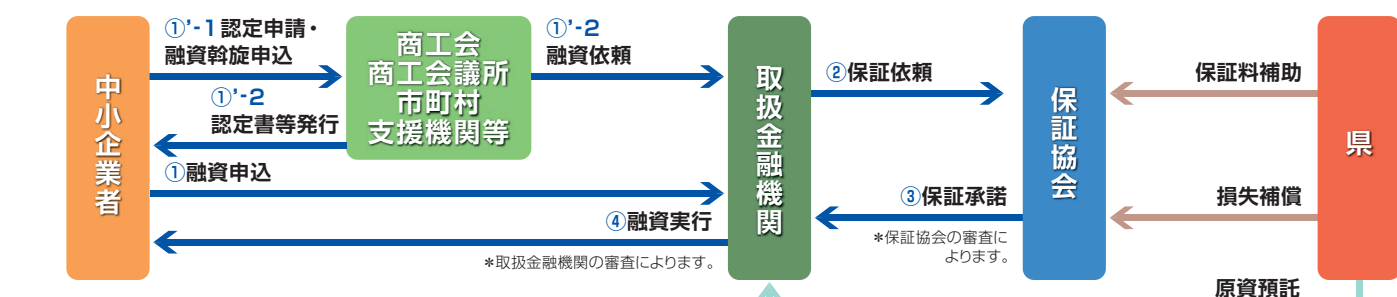 中小企業者
①’-1 認定申請・
融資斡旋申込
①’-2
認定書等発行
商工会
商工会議所
市町村
支援機関等
①’-2
融資依頼
①融資申込
④融資実行
*取扱金融機関の審査によります。
取扱金融機関
②保証依頼
③保証承諾
*保証協会の審査に
よります。
保証協会
保証料補助
損失補償
県
原資預託